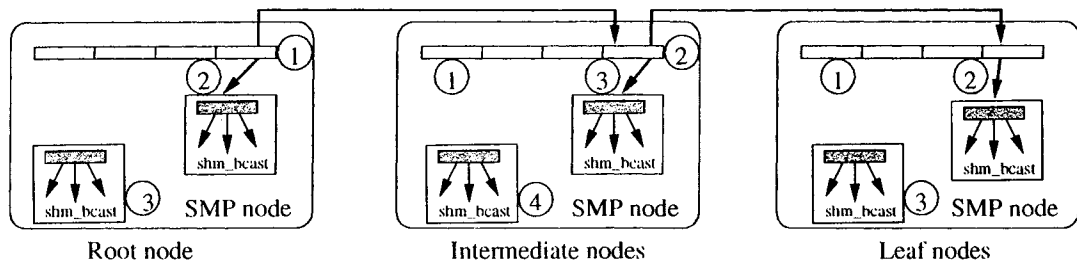 1
2
shm_bcast
shm_bcast
3
SMP node
Root node
1
3
2
shm_bcast
shm_bcast
4
SMP node
Intermediate nodes
1
2
shm_bcast
shm_bcast
3
SMP node
Leaf nodes